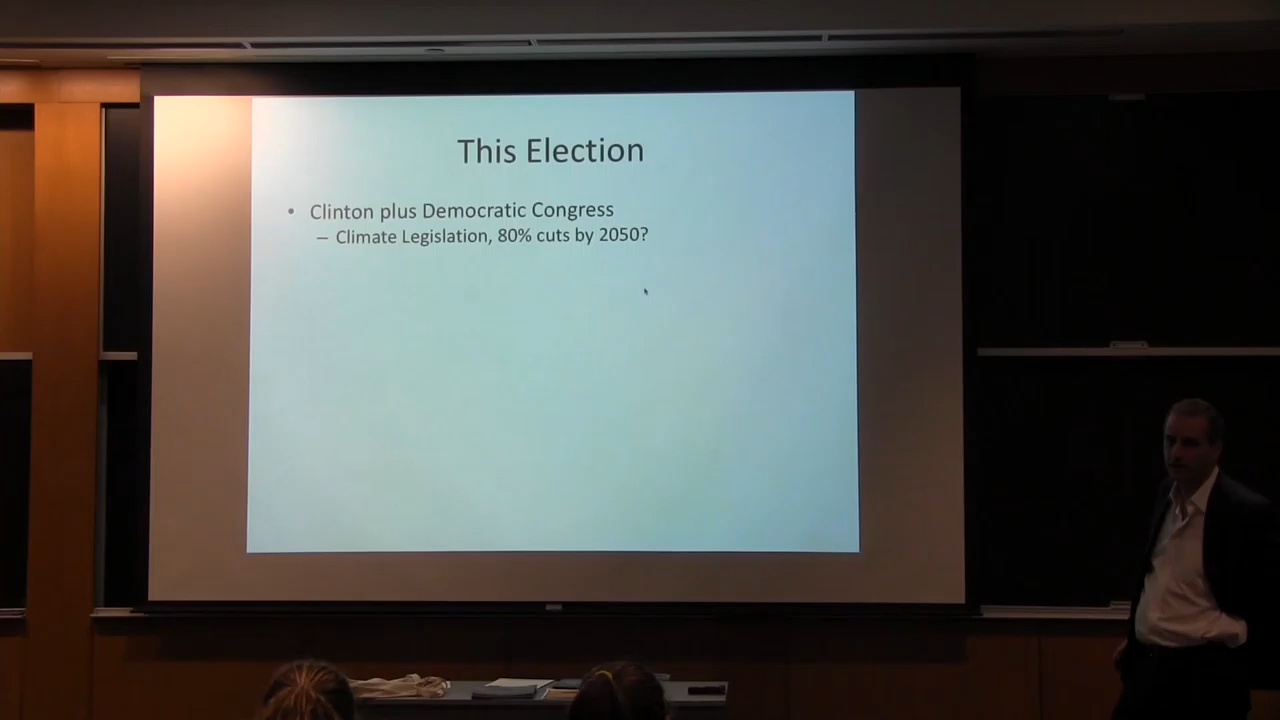 This Election
• Clinton plus Democratic Congress
– Climate Legislation, 80% cuts by 2050?